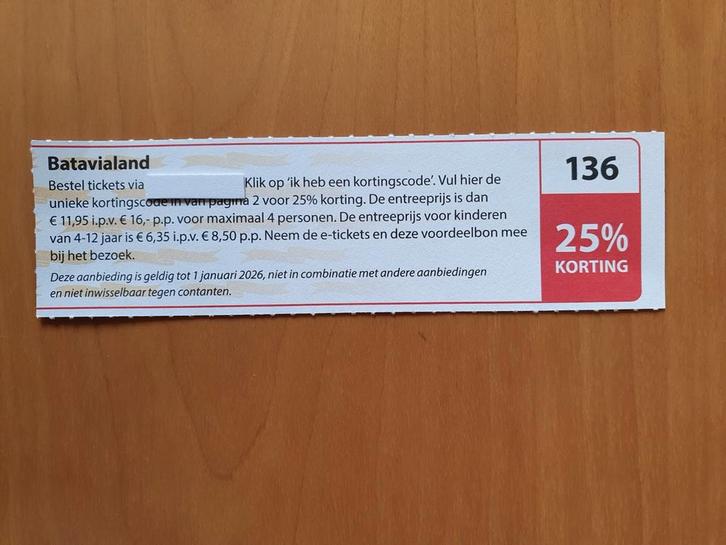 Batavialand
Bestel tickets via Klik op ‘ik heb een kortingscode’. Vul hier de
unieke kortingscode in van pagina 2 voor 25% korting. De entreeprijs is dan
€ 11,95 i.p.v. € 16,- p.p. voor maximaal 4 personen. De entreeprijs voor kinderen
van 4-12 jaar is € 6,35 i.p.v. € 8,50 p.p. Neem de e-tickets en deze voordeelbon mee
bij het bezoek.
Deze aanbieding is geldig tot 1 januari 2026, niet in combinatie met andere aanbiedingen
en niet inwisselbaar tegen contanten.
136
25%
KORTING